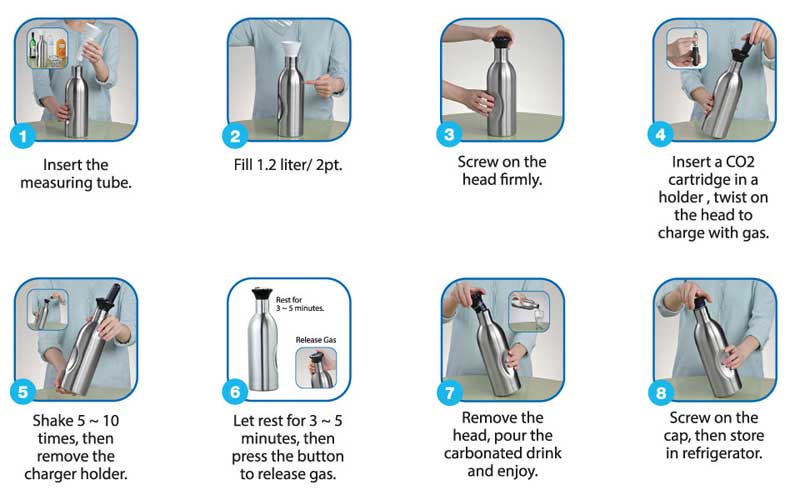 1
Insert the
measuring tube.
2
Fill 1.2 liter/ 2pt.
3
Screw on the
head firmly.
4
Insert a CO2
cartridge in a
holder , twist on
the head to
charge with gas.
5
Shake 5 ~ 10
times, then
remove the
charger holder.
Rest for
3 ~ 5 minutes.
Release Gas
6
Let rest for 3 ~ 5
minutes, then
press the button
to release gas.
7
Remove the
head, pour the
carbonated drink
and enjoy.
8
Screw on the
cap, then store
in refrigerator.